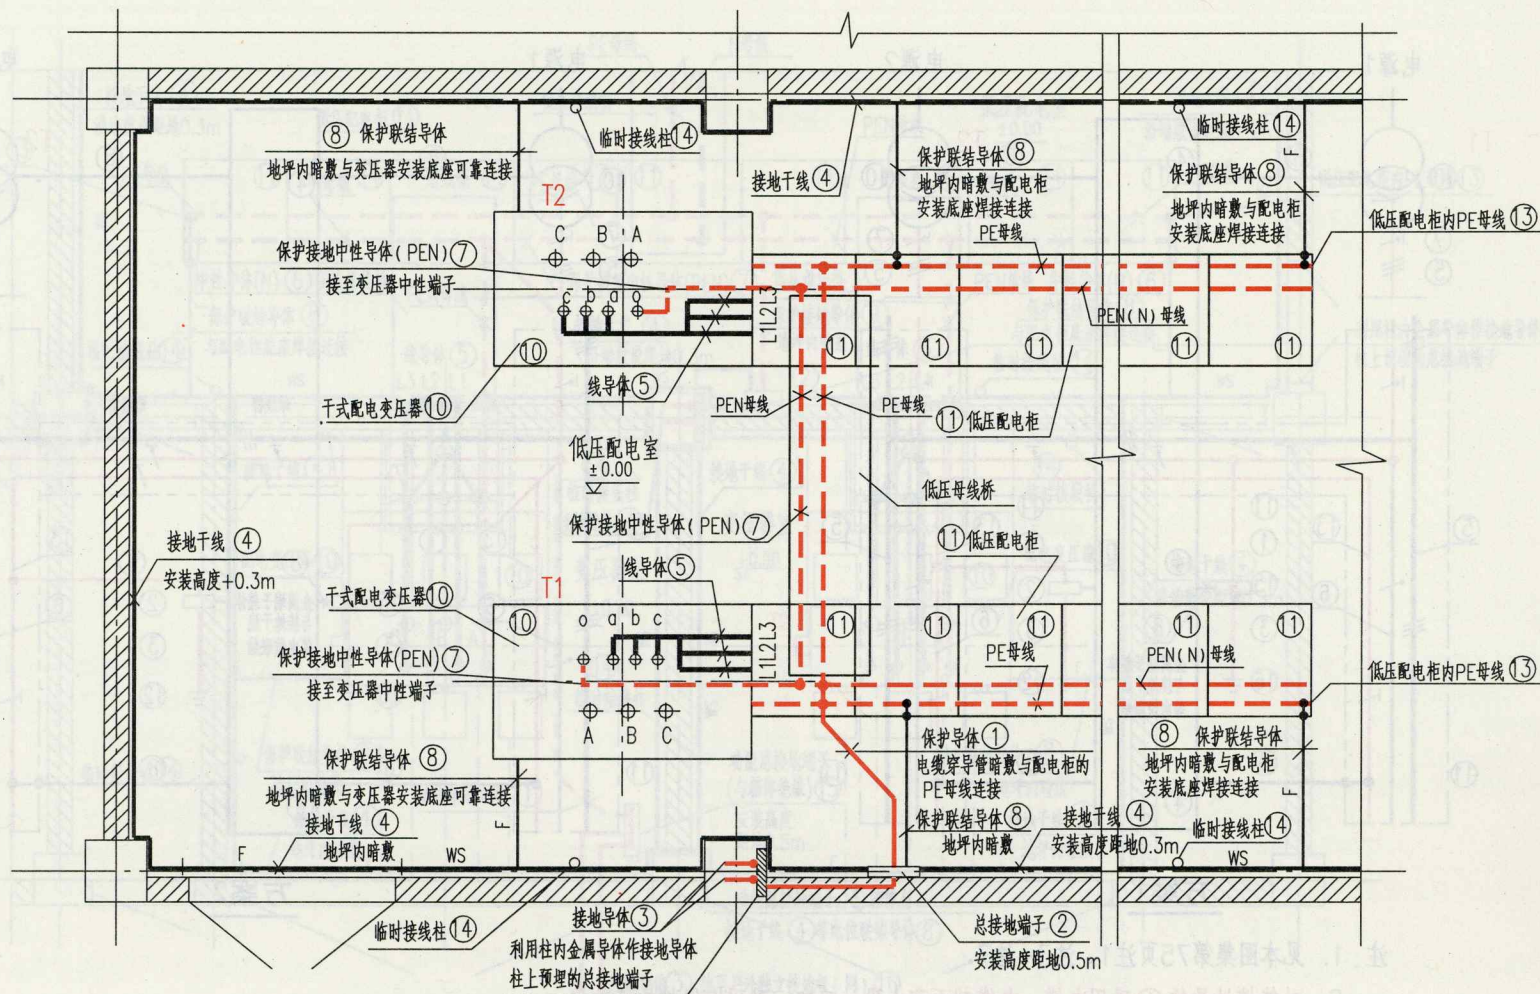 ⑧ 保护联结导体
地坪内暗敷与变压器安装底座可靠连接
临时接线柱⑭
接地干线④
保护联结导体⑧
地坪内暗敷与配电柜
安装底座焊接连接
PE母线
临时接线柱⑭
F
保护联结导体⑧
地坪内暗敷与配电柜
安装底座焊接连接
低压配电柜内PE母线⑬
T2
C B A
保护接地中性导体(PEN)⑦
接至变压器中性端子
c b a o
L1L2L3
PEN(N)母线
⑩
⑪ ⑪ ⑪ ⑪ ⑪
干式配电变压器⑩
线导体⑤
PEN母线
PE母线
⑪低压配电柜
低压配电室
±0.00
低压母线桥
保护接地中性导体(PEN)⑦
⑪低压配电柜
接地干线④
安装高度+0.3m
线导体⑤
T1
干式配电变压器⑩
⑩
o a b c
L1L2L3
⑪ ⑪ ⑪ ⑪ ⑪
PE母线
PEN(N)母线
保护接地中性导体(PEN)⑦
接至变压器中性端子
低压配电柜内PE母线⑬
A B C
保护联结导体⑧
地坪内暗敷与变压器安装底座可靠连接
保护导体①
电缆穿导管暗敷与配电柜的
PE母线连接
⑧ 保护联结导体
地坪内暗敷与配电柜
安装底座焊接连接
接地干线④
地坪内暗敷
F
保护联结导体⑧
地坪内暗敷
接地干线④
安装高度距地0.3m
临时接线柱⑭
F
F
WS
WS
临时接线柱⑭
接地导体③
利用柱内金属导体作接地导体
柱上预埋的总接地端子
总接地端子②
安装高度距地0.5m